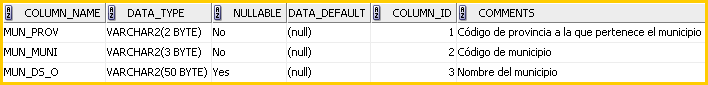 COLUMN_NAME DATA_TYPE NULLABLE DATA_DEFAULT COLUMN_ID COMMENTS
MUN_PROV VARCHAR2(2 BYTE) No (null) 1 Código de provincia a la que pertenece el municipio
MUN_MUNI VARCHAR2(3 BYTE) No (null) 2 Código de municipio
MUN_DS_O VARCHAR2(50 BYTE) Yes (null) 3 Nombre del municipio